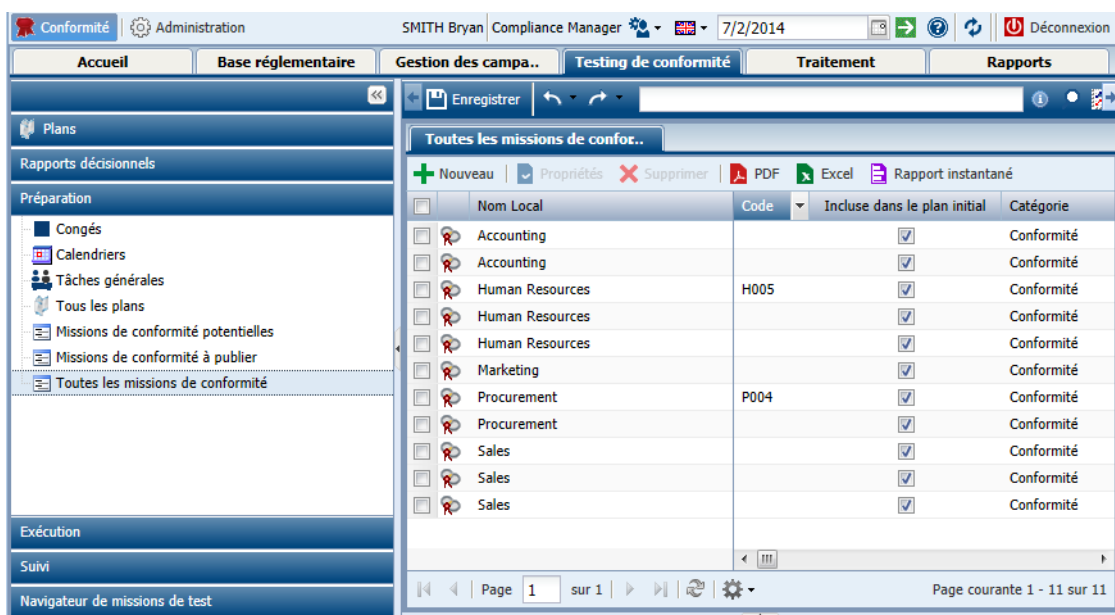 Conformité Administration SMITH Bryan Compliance Manager 7/2/2014 Déconnexion
Accueil Base réglementaire Gestion des campa.. Testing de conformité Traitement Rapports
Enregistrer
Plans
Toutes les missions de confor..
Rapports décisionnels
Nouveau Propriétés Supprimer PDF Excel Rapport instantané
Préparation
Nom Local Code Incluse dans le plan initial Catégorie
Congés
Calendriers
Tâches générales
Tous les plans
Missions de conformité potentielles
Missions de conformité à publier
Toutes les missions de conformité
Accounting Conformité
Accounting Conformité
Human Resources H005 Conformité
Human Resources Conformité
Human Resources Conformité
Marketing Conformité
Procurement P004 Conformité
Procurement Conformité
Sales Conformité
Sales Conformité
Sales Conformité
Exécution
Suivi
Navigateur de missions de test
Page 1 sur 1 Page courante 1 - 11 sur 11